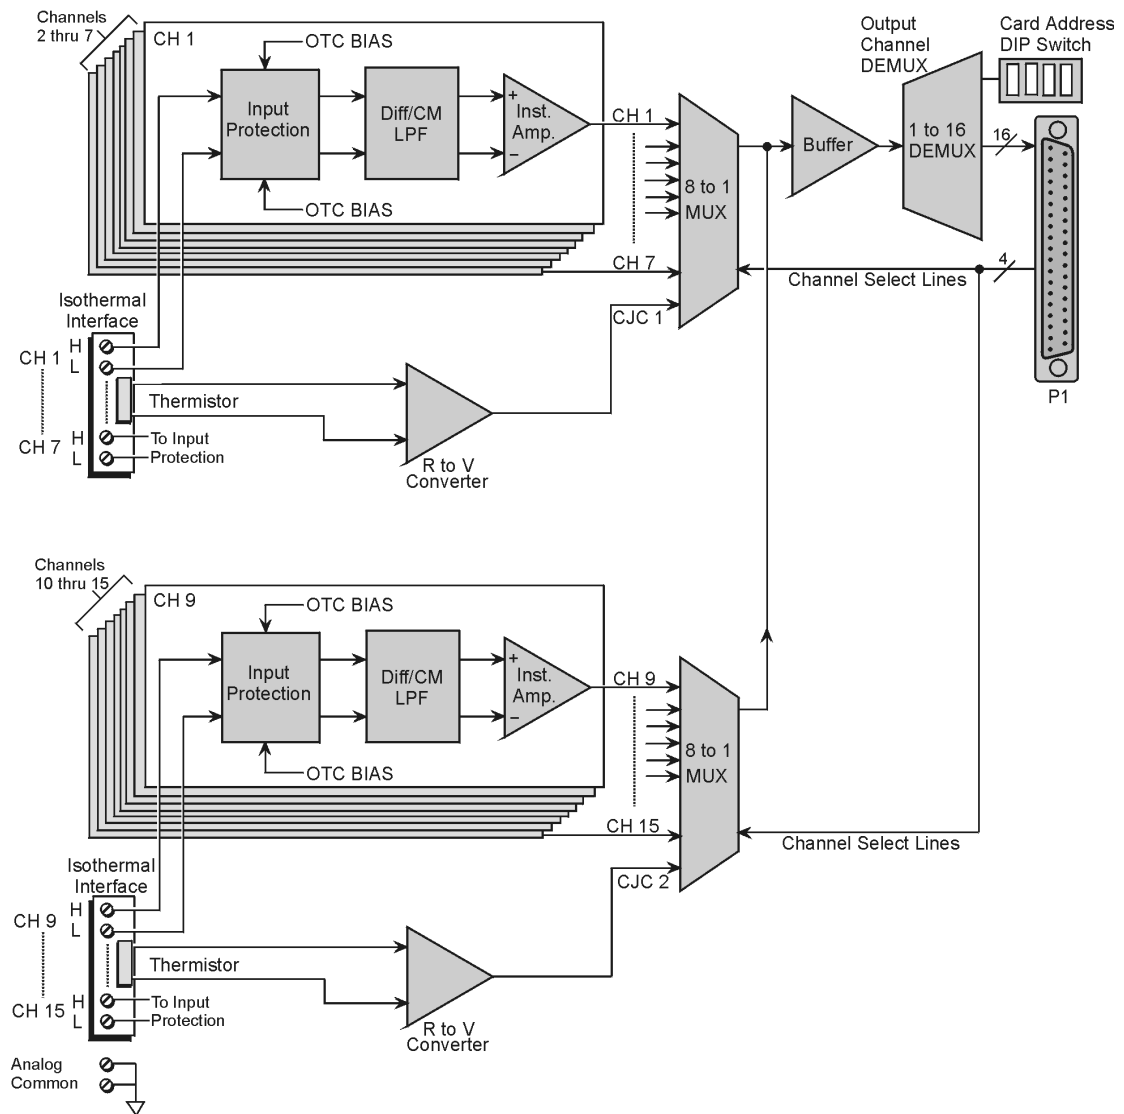 Channels
2 thru 7
CH 1
OTC BIAS
Input
Protection
Diff/CM
LPF
+
Inst.
Amp.
−
OTC BIAS
CH 1
8 to 1
MUX
CH 7
CJC 1
Buffer
Output
Channel
DEMUX
1 to 16
DEMUX
Card Address
DIP Switch
16
4
Channel Select Lines
P1
Isothermal
Interface
H
CH 1
L
Thermistor
CH 7
H
To Input
L
Protection
R to V
Converter
Channels
10 thru 15
CH 9
OTC BIAS
Input
Protection
Diff/CM
LPF
+
Inst.
Amp.
−
OTC BIAS
CH 9
8 to 1
MUX
CH 15
CJC 2
Channel Select Lines
Isothermal
Interface
H
CH 9
L
Thermistor
CH 15
H
To Input
L
Protection
R to V
Converter
Analog
Common